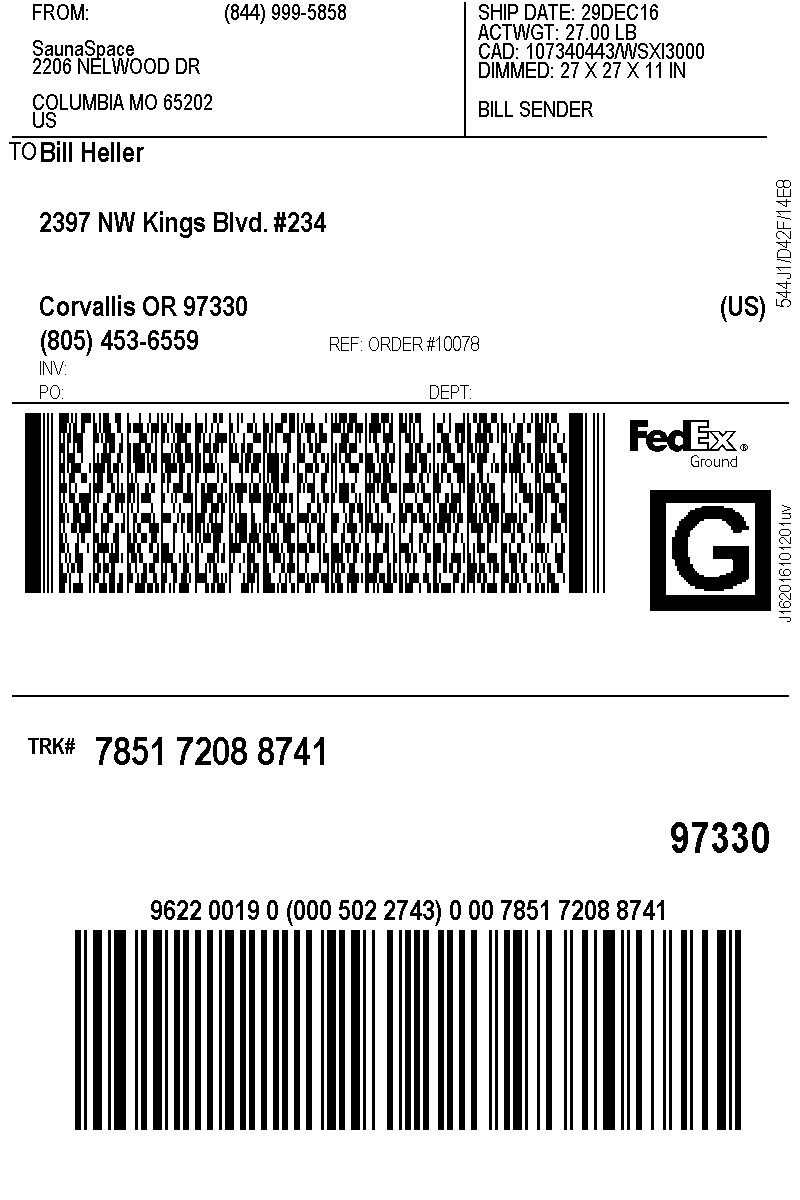 FROM: (844) 999-5858
SaunaSpace
2206 NELWOOD DR
COLUMBIA MO 65202
US
SHIP DATE: 29DEC16
ACTWGT: 27.00 LB
CAD: 107340443/WSXI3000
DIMMED: 27 X 27 X 11 IN
BILL SENDER
TO Bill Heller
2397 NW Kings Blvd. #234
Corvallis OR 97330 (US)
(805) 453-6559 REF: ORDER #10078
INV:
PO: DEPT:
544J1/D42F/14E8
FedEx®
Ground
G
J162016101201uv
TRK# 7851 7208 8741
97330
9622 0019 0 (000 502 2743) 0 00 7851 7208 8741